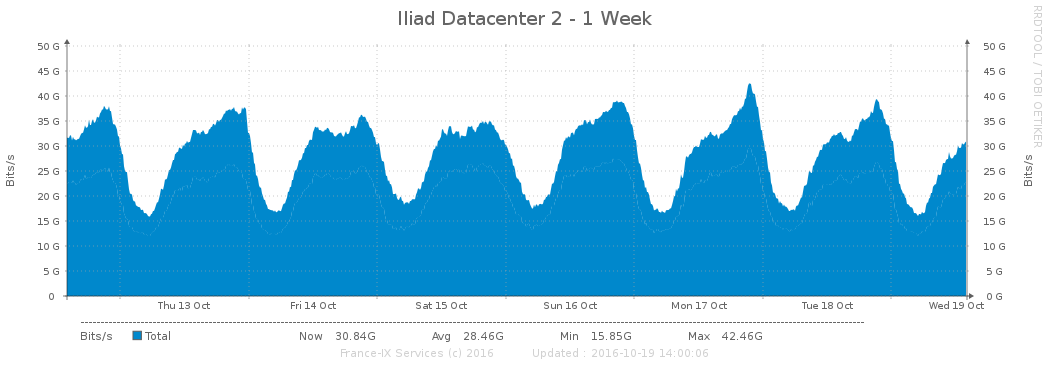 Iliad Datacenter 2 - 1 Week
RRDTOOL / TOBI OETIKER
Bits/s
50 G 50 G
45 G 45 G
40 G 40 G
35 G 35 G
30 G 30 G
25 G 25 G
20 G 20 G
15 G 15 G
10 G 10 G
5 G 5 G
0 0 G
Bits/s
Thu 13 Oct Fri 14 Oct Sat 15 Oct Sun 16 Oct Mon 17 Oct Tue 18 Oct Wed 19 Oct
Bits/s Total Now 30.84G Avg 28.46G Min 15.85G Max 42.46G
France-IX Services (c) 2016 Updated : 2016-10-19 14:00:06